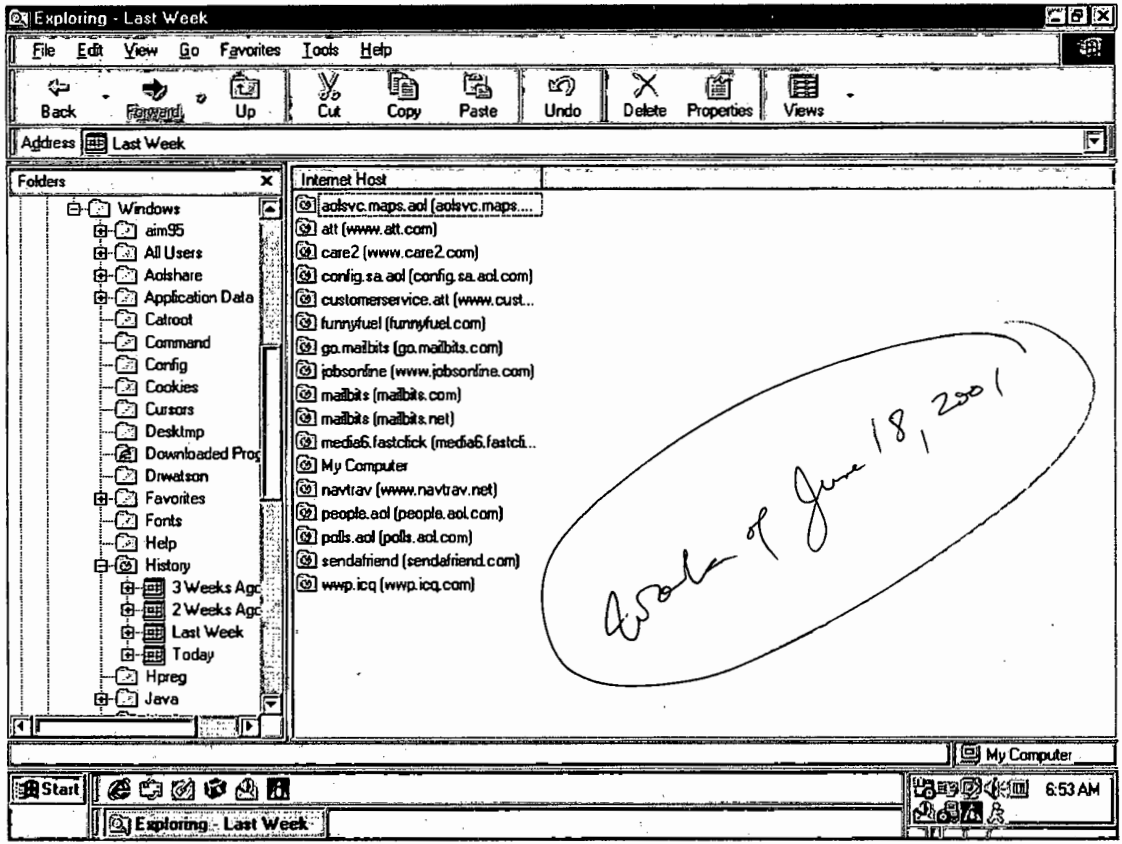 Exploring - Last Week
File Edit View Go Favorites Tools Help
Back Forward Up Cut Copy Paste Undo Delete Properties Views
Address Last Week
Folders
Windows
aim95
All Users
Aolshare
Application Data
Catroot
Command
Config
Cookies
Cursors
Desktmp
Downloaded Prog
Drwatson
Favorites
Fonts
Help
History
3 Weeks Ago
2 Weeks Ago
Last Week
Today
Hpreg
Java
Internet Host
aolsvc.maps.aol (aolsvc.maps....
att (www.att.com)
care2 (www.care2.com)
config.sa.aol (config.sa.aol.com)
customerservice.att (www.cust...
funnyfuel (funnyfuel.com)
go.mailbits (go.mailbits.com)
jobsonline (www.jobsonline.com)
mailbits (mailbits.com)
mailbits (mailbits.net)
media6.fastclick (media6.fastcli...
My Computer
navtrav (www.navtrav.net)
people.aol (people.aol.com)
polls.aol (polls.aol.com)
sendafriend (sendafriend.com)
wwp.icq (wwp.icq.com)
Week of June 18, 2001
My Computer
Start
6:53 AM
Exploring - Last Week